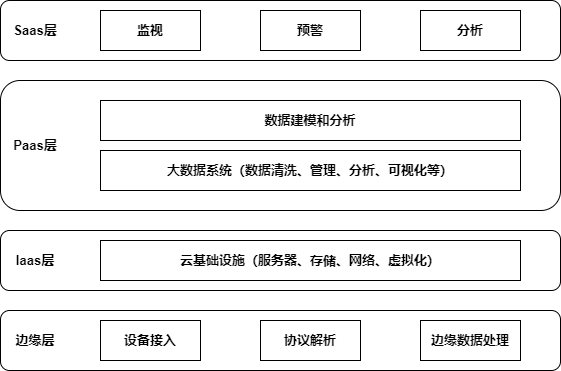 Saas层
监视
预警
分析
Paas层
数据建模和分析
大数据系统（数据清洗、管理、分析、可视化等）
Iaas层
云基础设施（服务器、存储、网络、虚拟化）
边缘层
设备接入
协议解析
边缘数据处理